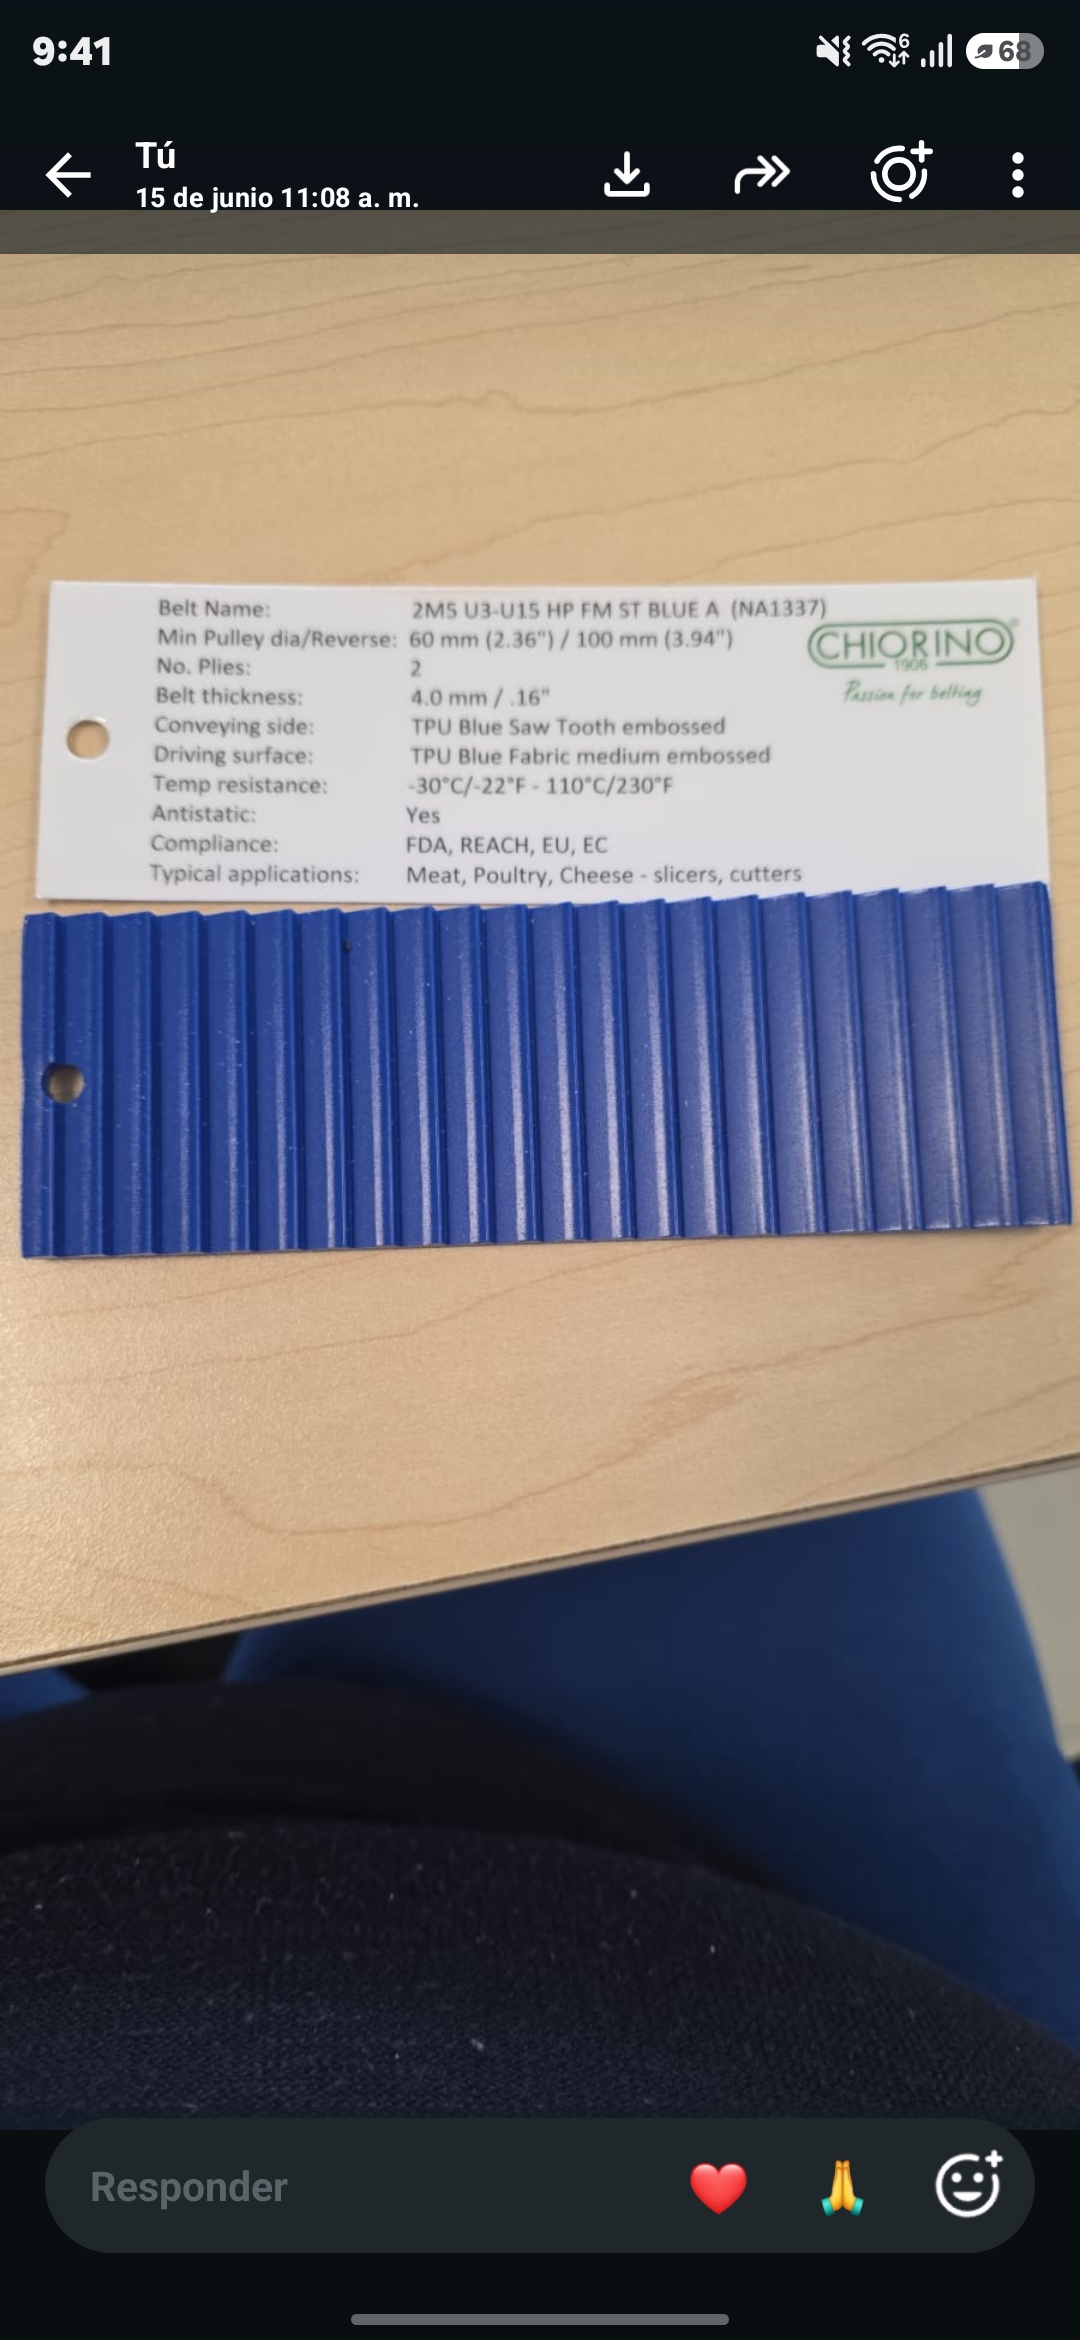 9:41
6
68
Tú
15 de junio 11:08 a. m.
Belt Name: 2M5 U3-U15 HP FM ST BLUE A (NA1337)
Min Pulley dia/Reverse: 60 mm (2.36") / 100 mm (3.94")
CHIORINO®
1906
No. Plies: 2
Belt thickness: 4.0 mm / .16"
Passion for belting
Conveying side: TPU Blue Saw Tooth embossed
Driving surface: TPU Blue Fabric medium embossed
Temp resistance: -30°C/-22°F - 110°C/230°F
Antistatic: Yes
Compliance: FDA, REACH, EU, EC
Typical applications: Meat, Poultry, Cheese - slicers, cutters
Responder